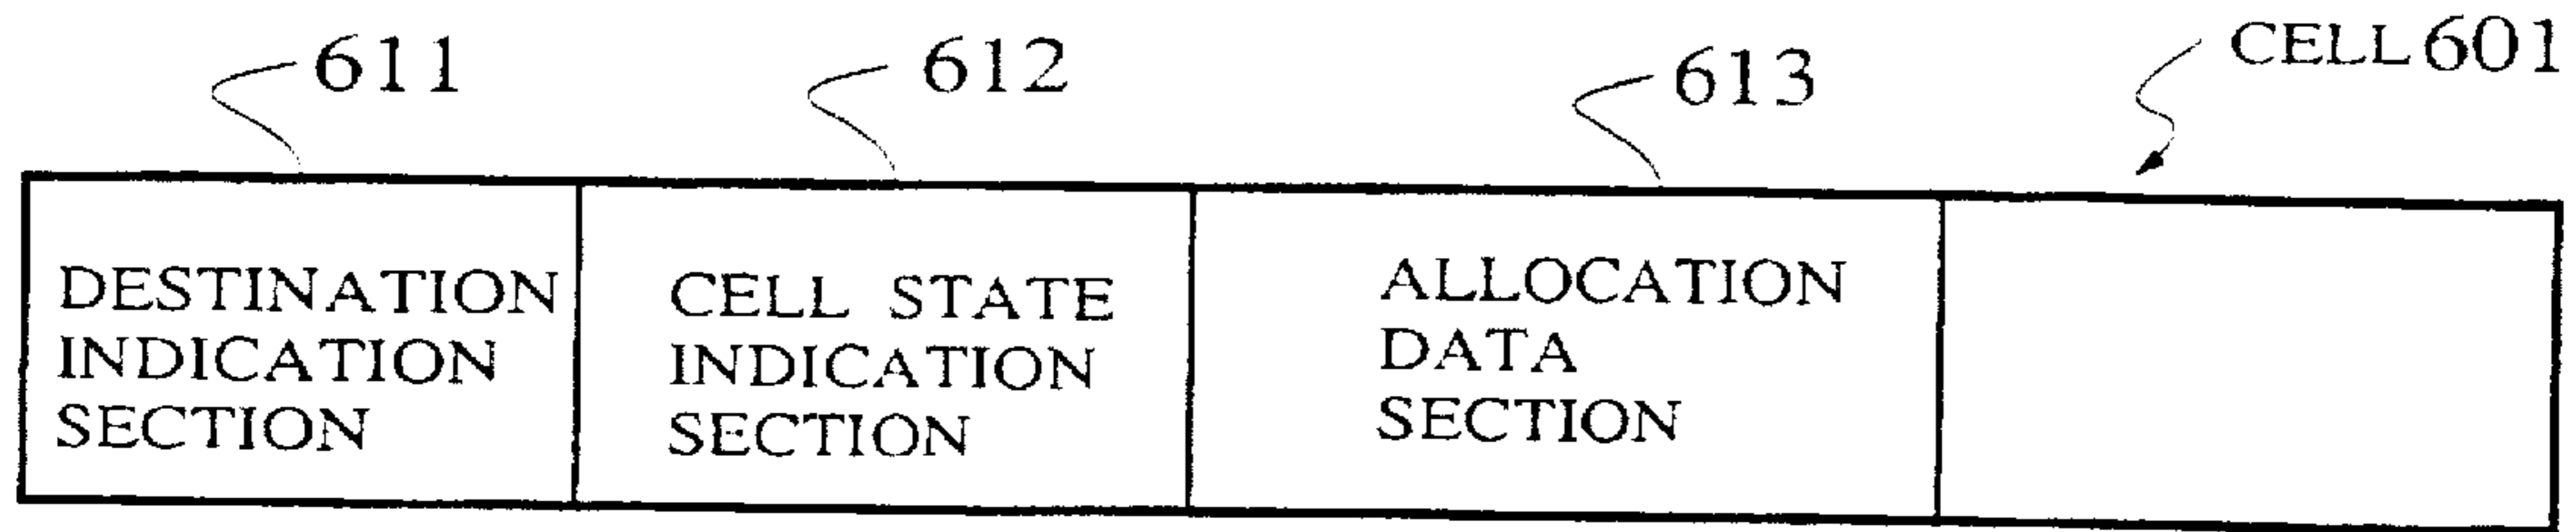 611
612
613
CELL 601
DESTINATION
INDICATION
SECTION
CELL STATE
INDICATION
SECTION
ALLOCATION
DATA
SECTION